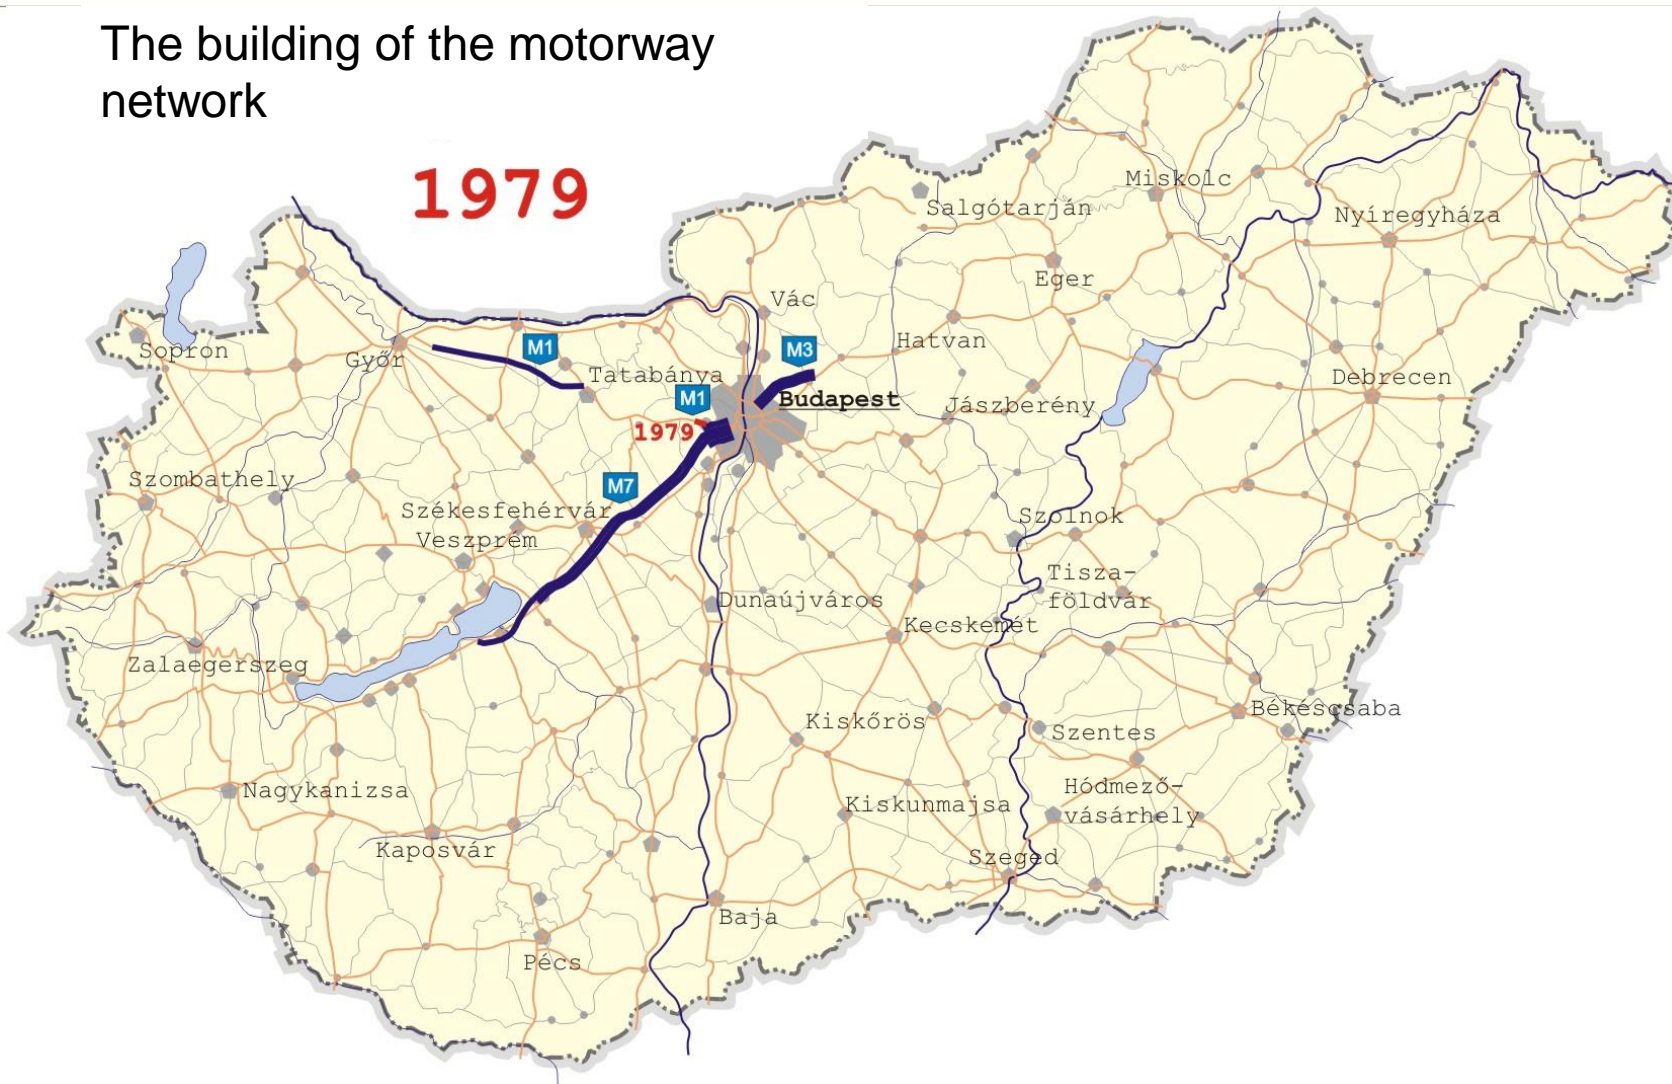 The building of the motorway
network
1979
Salgótarján
Miskolc
Nyíregyháza
Eger
Vác
Sopron
Győr
M1
M3
Hatvan
Tatabánya
M1
Budapest
Jászberény
Debrecen
1979
Szombathely
M7
Székesfehérvár
Veszprém
Szolnok
Dunaújváros
Tisza-
földvár
Kecskemét
Zalaegerszeg
Kiskőrös
Szentes
Békéscsaba
Nagykanizsa
Kiskunmajsa
Hódmező-
vásárhely
Kaposvár
Szeged
Baja
Pécs